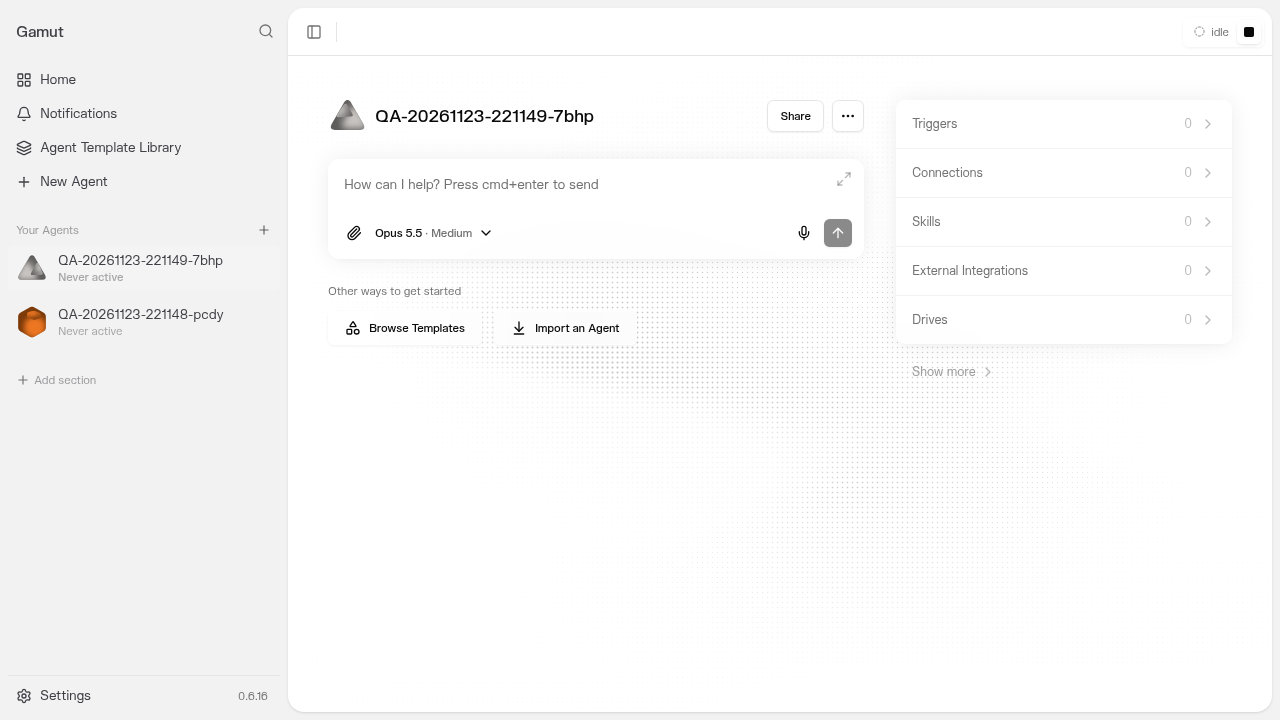 Gamut
Home
Notifications
Agent Template Library
New Agent
Your Agents
QA-20261123-221149-7bhp
Never active
QA-20261123-221148-pcdy
Never active
Add section
Settings
0.6.16
idle
QA-20261123-221149-7bhp
Share
How can I help? Press cmd+enter to send
Opus 5.5 · Medium
Other ways to get started
Browse Templates
Import an Agent
Triggers 0
Connections 0
Skills 0
External Integrations 0
Drives 0
Show more